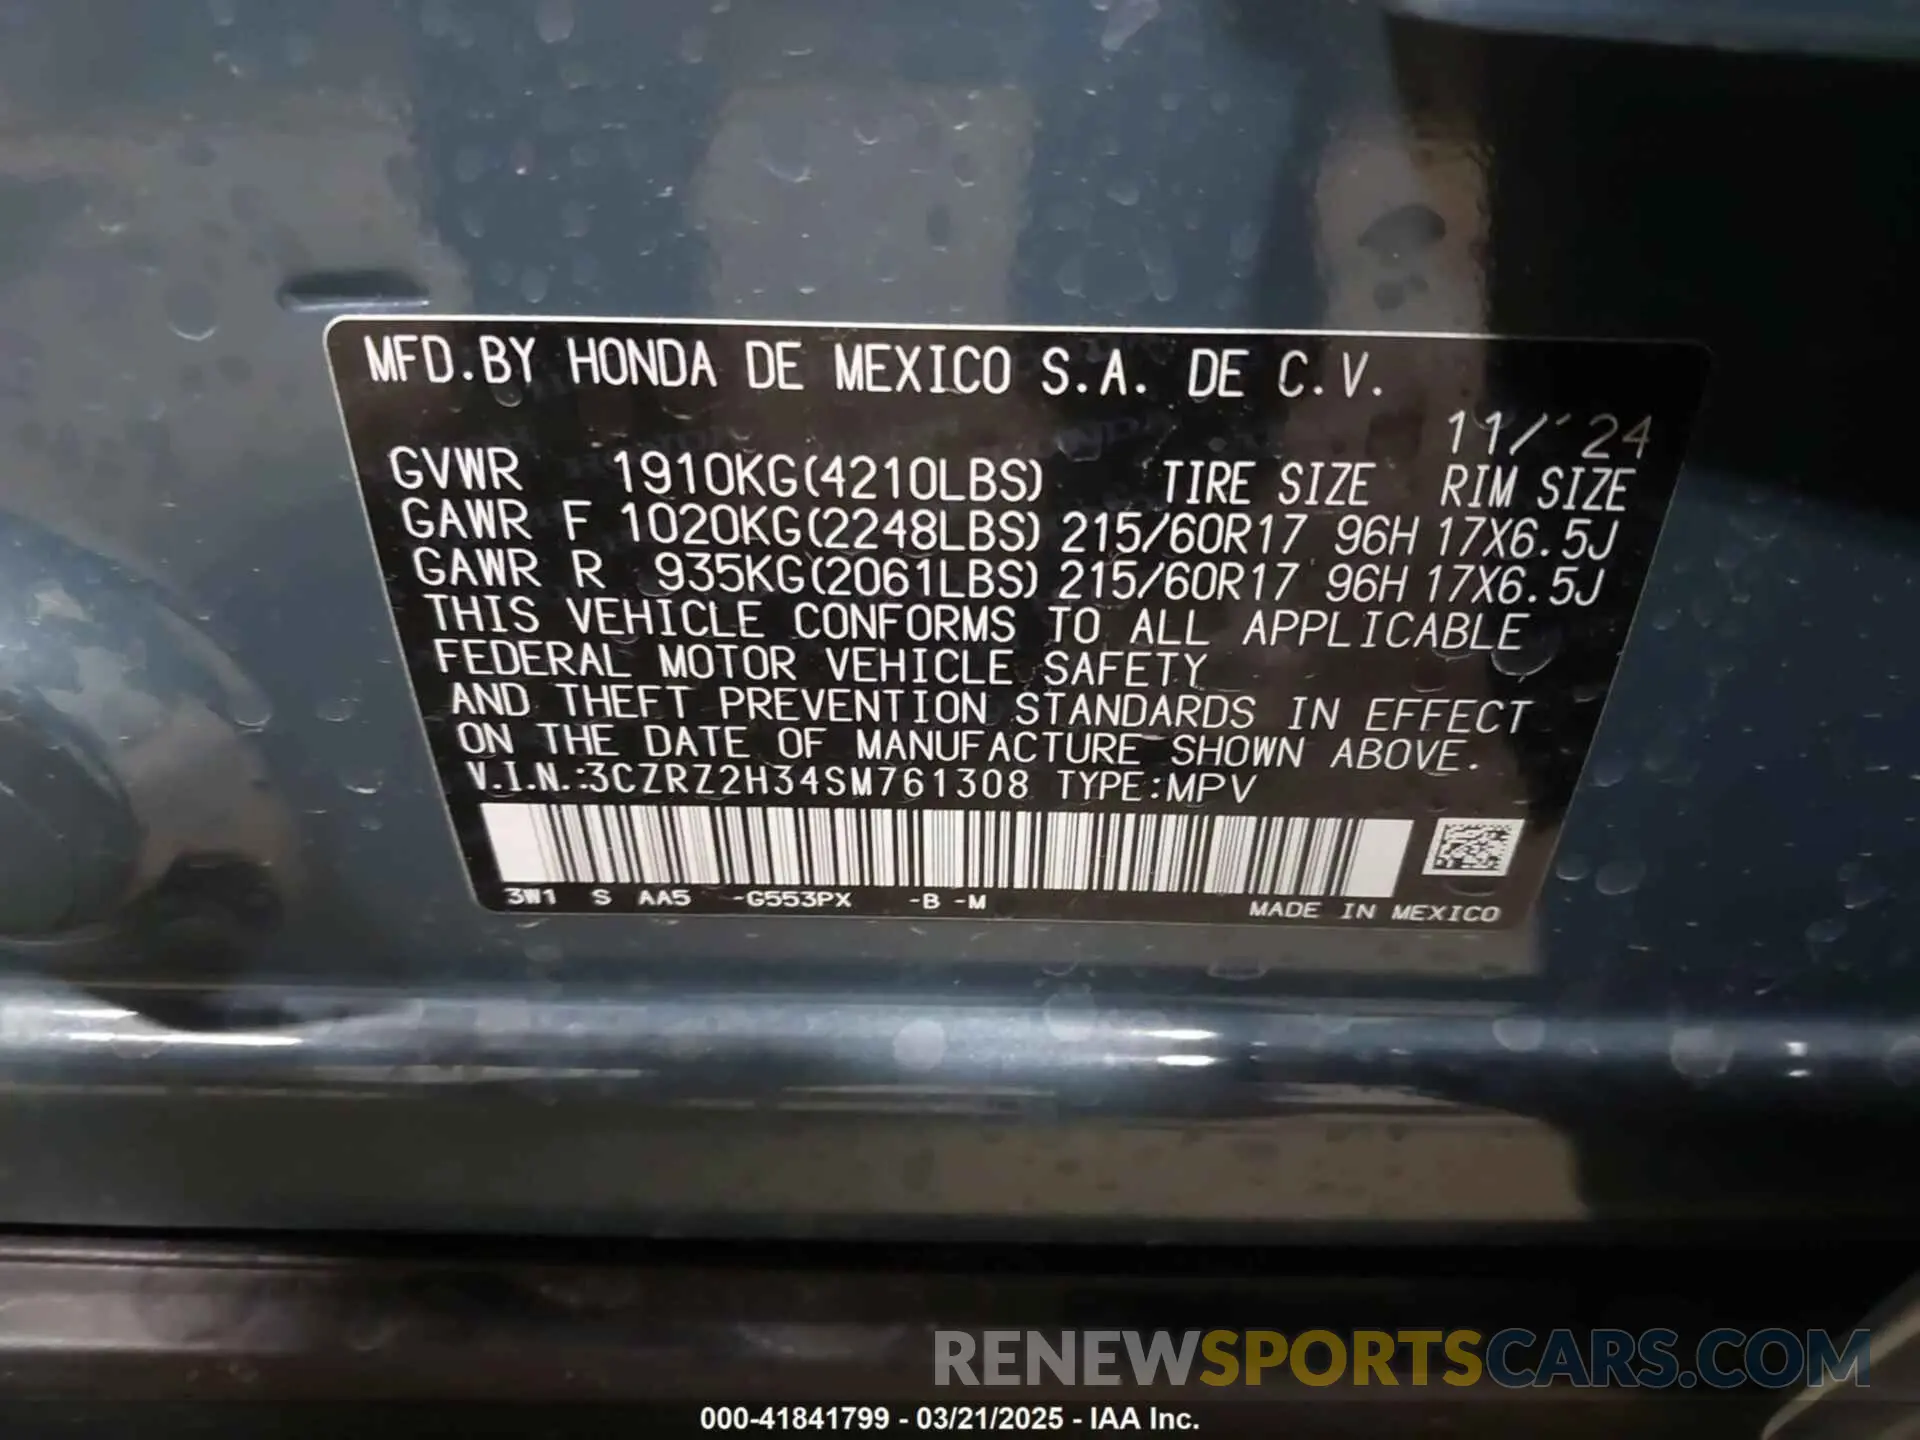 MFD.BY HONDA DE MEXICO S.A. DE C.V.
11/'24
GVWR 1910KG(4210LBS) TIRE SIZE RIM SIZE
GAWR F 1020KG(2248LBS) 215/60R17 96H 17X6.5J
GAWR R 935KG(2061LBS) 215/60R17 96H 17X6.5J
THIS VEHICLE CONFORMS TO ALL APPLICABLE
FEDERAL MOTOR VEHICLE SAFETY
AND THEFT PREVENTION STANDARDS IN EFFECT
ON THE DATE OF MANUFACTURE SHOWN ABOVE.
V.I.N.:3CZRZ2H34SM761308 TYPE:MPV
3W1 S AA5 -G553PX -B -M
MADE IN MEXICO
RENEWSPORTSCARS.COM
000-41841799 - 03/21/2025 - IAA Inc.